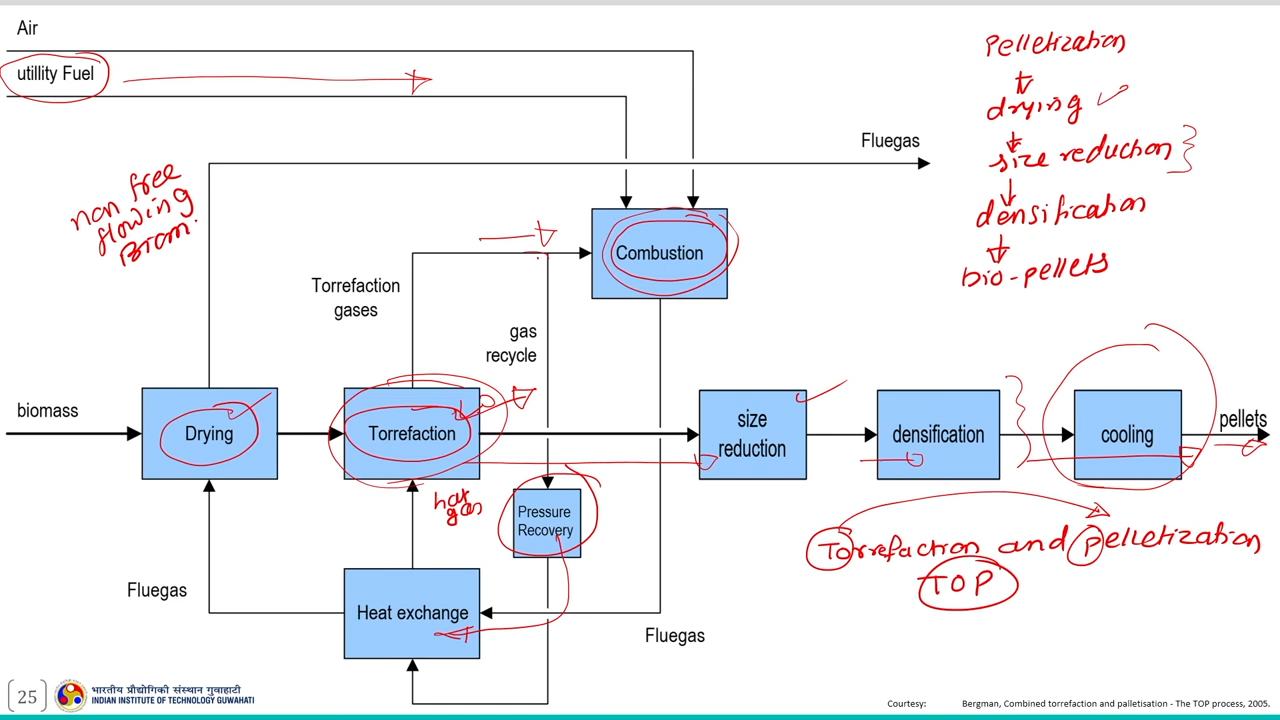 Air
utillity Fuel
Pelletization
drying
size reduction
densification
bio-pellets
Fluegas
non free
flowing
Biom.
Combustion
Torrefaction
gases
gas
recycle
biomass
Drying
Torrefaction
size
reduction
densification
cooling
pellets
hot
gas
Pressure
Recovery
Torrefaction and Pelletization
TOP
Fluegas
Heat exchange
Fluegas
25
भारतीय प्रौद्योगिकी संस्थान गुवाहाटी
INDIAN INSTITUTE OF TECHNOLOGY GUWAHATI
Courtesy: Bergman, Combined torrefaction and palletisation - The TOP process, 2005.